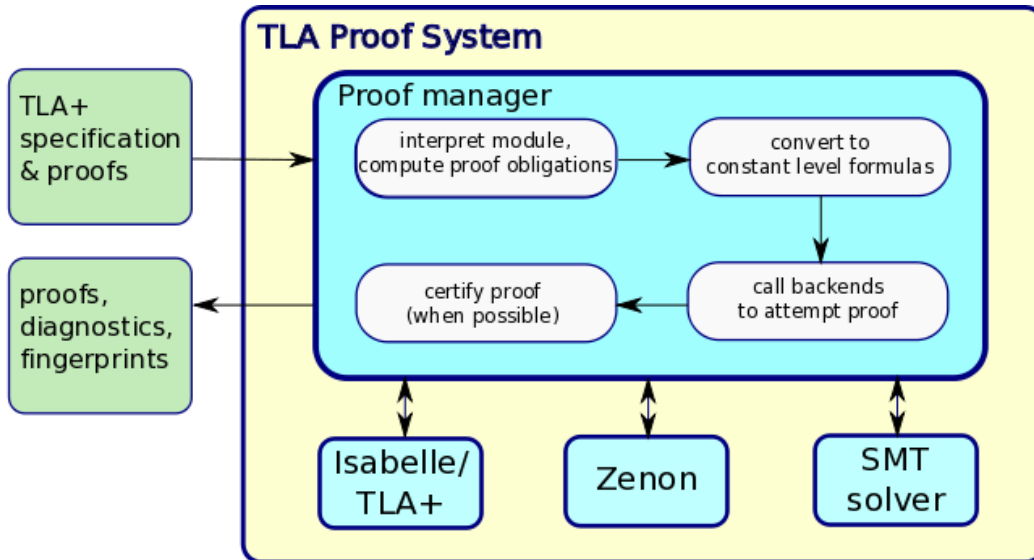 TLA Proof System
Proof manager
TLA+
specification
& proofs
interpret module,
compute proof obligations
convert to
constant level formulas
proofs,
diagnostics,
fingerprints
certify proof
(when possible)
call backends
to attempt proof
Isabelle/
TLA+
Zenon
SMT
solver